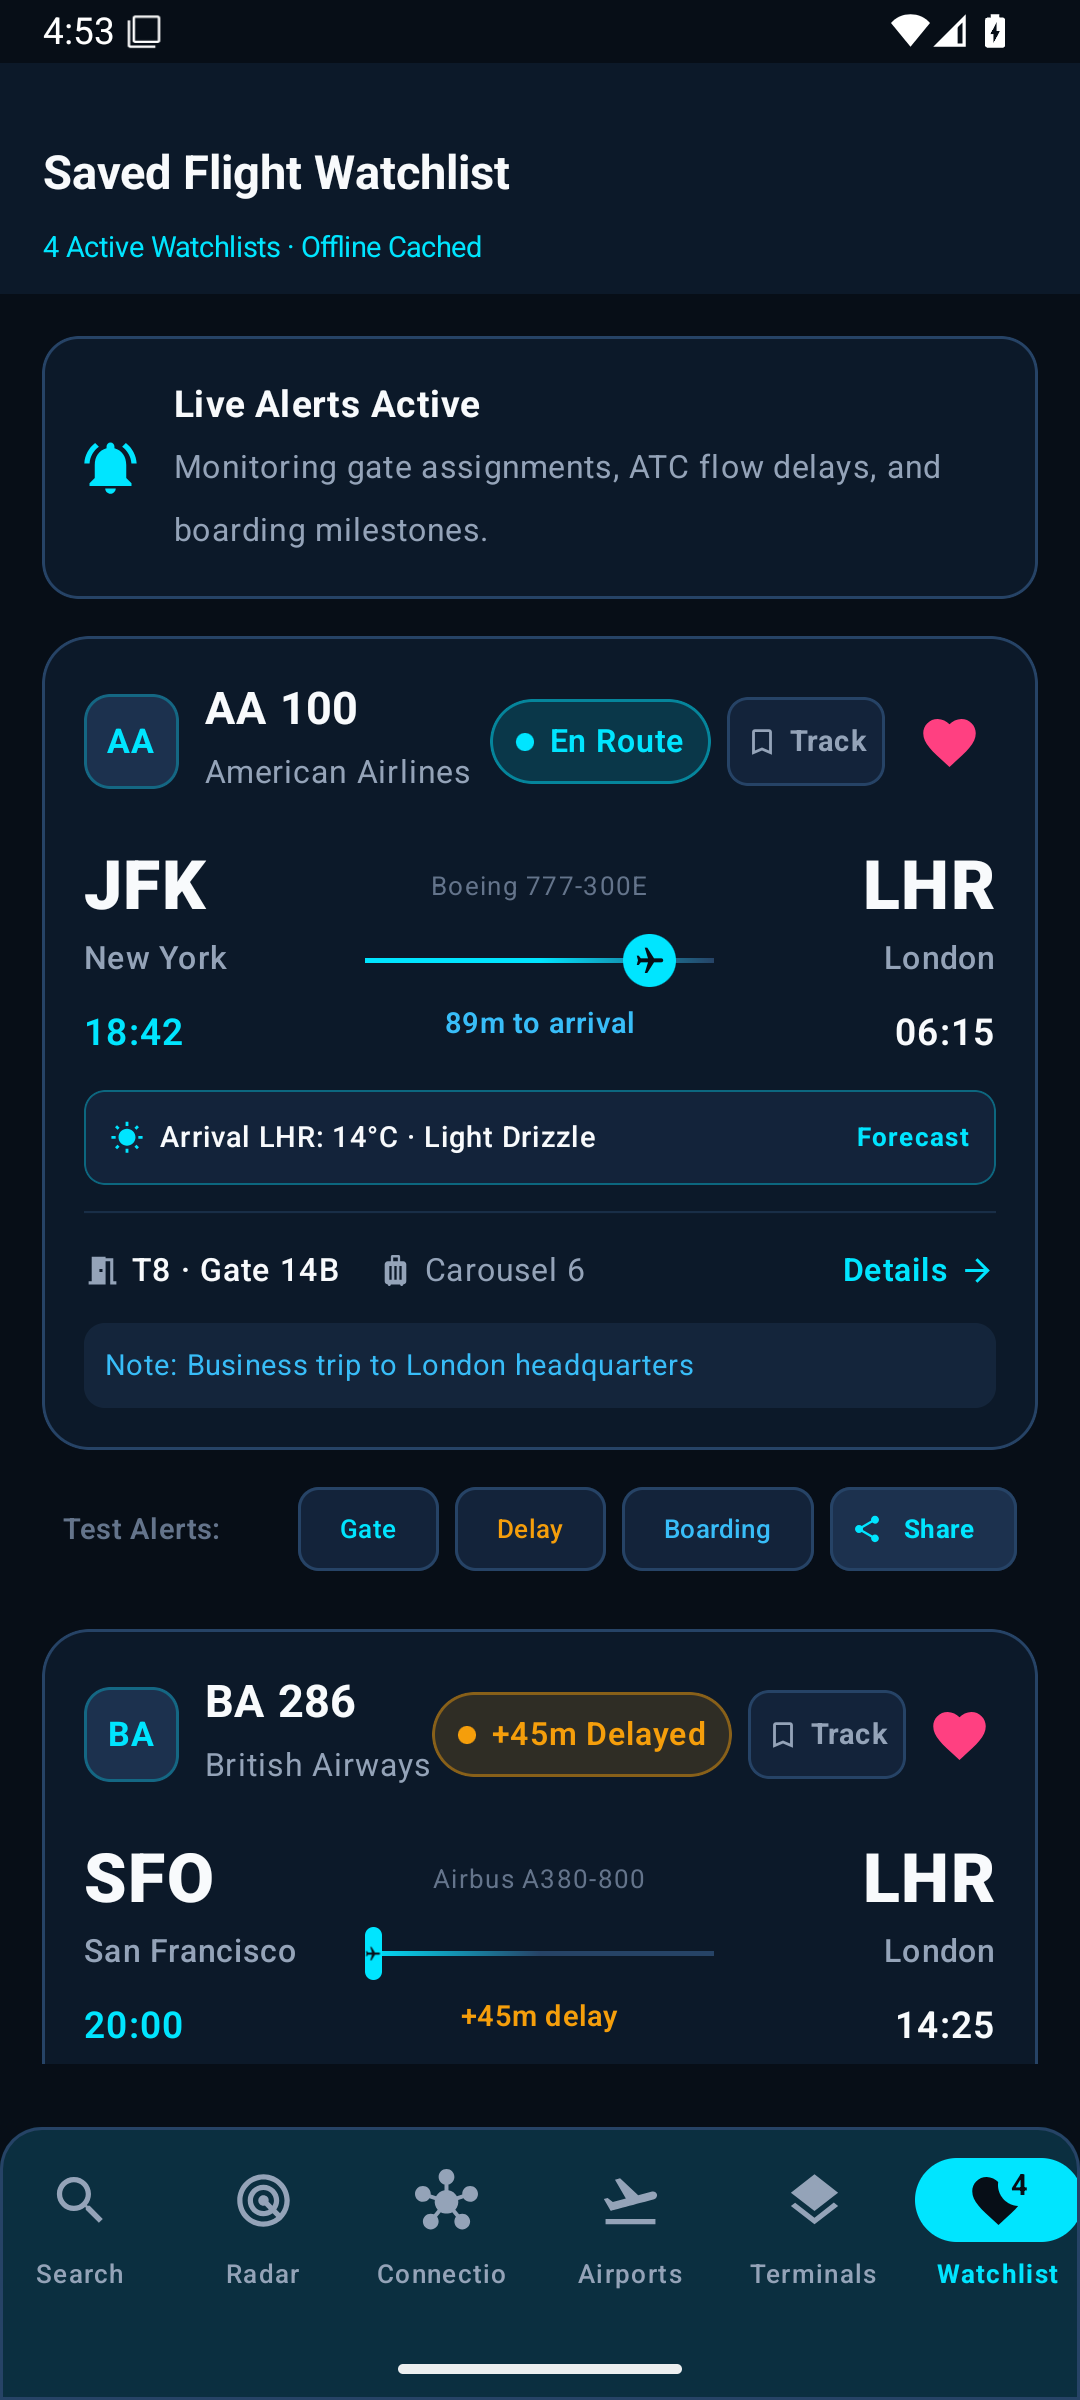 4:53
Saved Flight Watchlist
4 Active Watchlists · Offline Cached
Live Alerts Active
Monitoring gate assignments, ATC flow delays, and
boarding milestones.
AA
AA 100
American Airlines
En Route
Track
JFK
Boeing 777-300E
LHR
New York
London
18:42
89m to arrival
06:15
Arrival LHR: 14°C · Light Drizzle
Forecast
T8 · Gate 14B
Carousel 6
Details
Note: Business trip to London headquarters
Test Alerts:
Gate
Delay
Boarding
Share
BA
BA 286
British Airways
+45m Delayed
Track
SFO
Airbus A380-800
LHR
San Francisco
London
20:00
+45m delay
14:25
4
Search
Radar
Connectio
Airports
Terminals
Watchlist